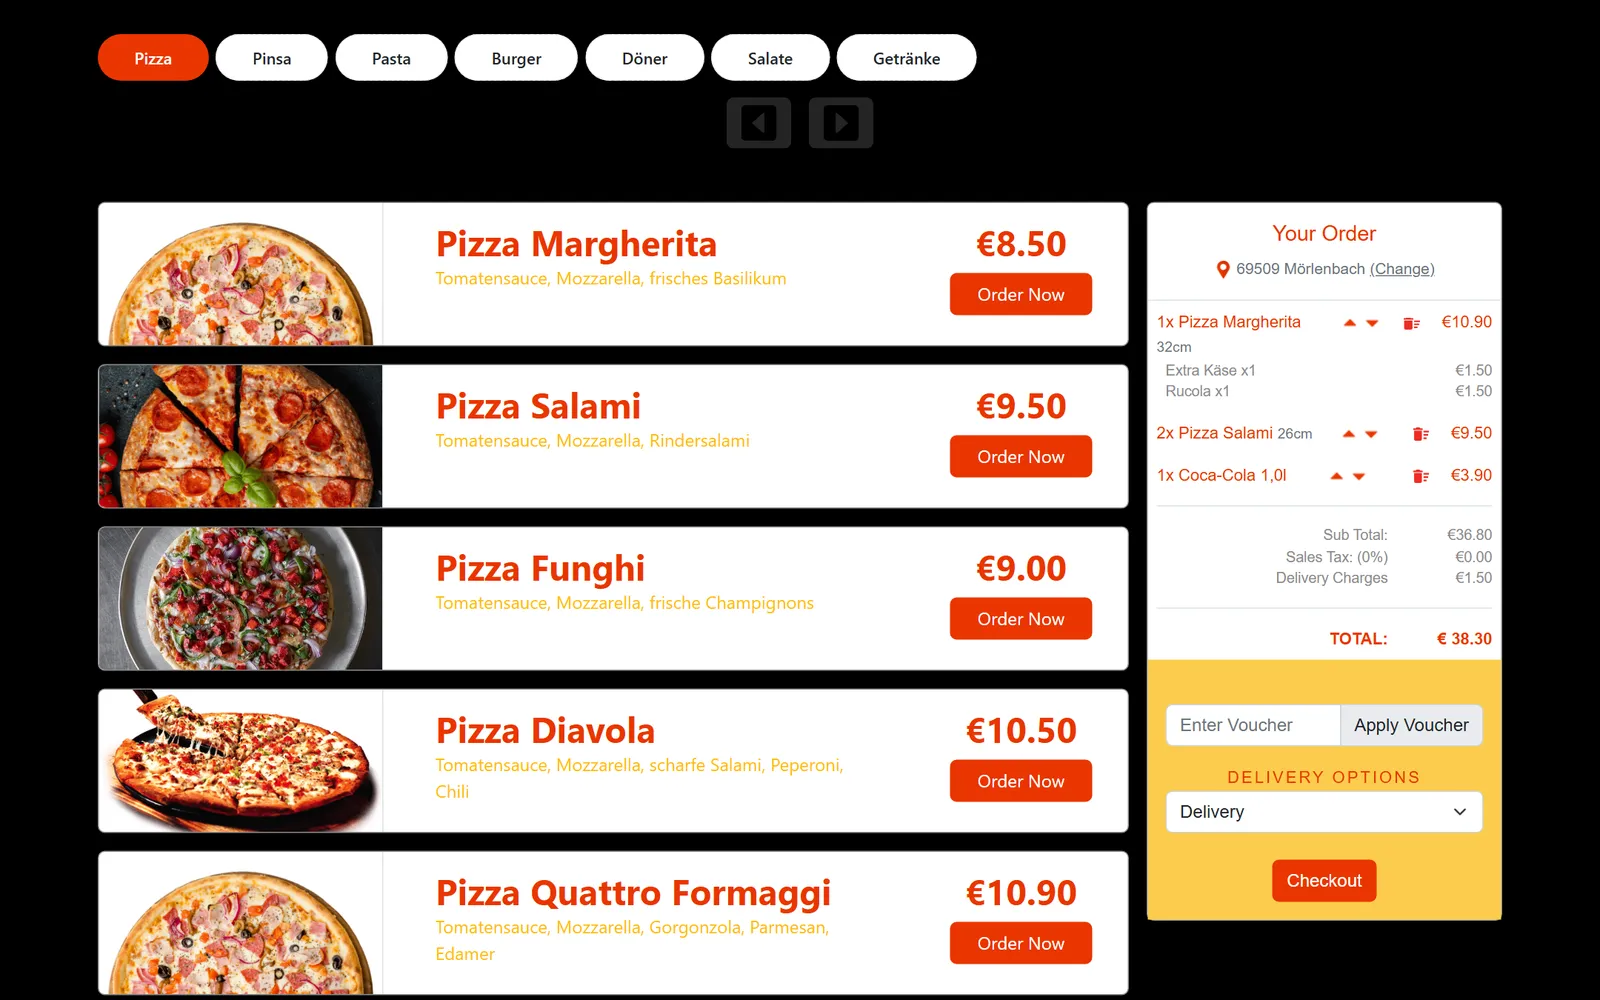 Pizza
Pinsa
Pasta
Burger
Döner
Salate
Getränke
Pizza Margherita
Tomatensauce, Mozzarella, frisches Basilikum
€8.50
Order Now
Pizza Salami
Tomatensauce, Mozzarella, Rindersalami
€9.50
Order Now
Pizza Funghi
Tomatensauce, Mozzarella, frische Champignons
€9.00
Order Now
Pizza Diavola
Tomatensauce, Mozzarella, scharfe Salami, Peperoni,
Chili
€10.50
Order Now
Pizza Quattro Formaggi
Tomatensauce, Mozzarella, Gorgonzola, Parmesan,
Edamer
€10.90
Order Now
Your Order
69509 Mörlenbach (Change)
1x Pizza Margherita €10.90
32cm
Extra Käse x1 €1.50
Rucola x1 €1.50
2x Pizza Salami 26cm €9.50
1x Coca-Cola 1,0l €3.90
Sub Total: €36.80
Sales Tax: (0%) €0.00
Delivery Charges €1.50
TOTAL: € 38.30
Enter Voucher
Apply Voucher
DELIVERY OPTIONS
Delivery
Checkout